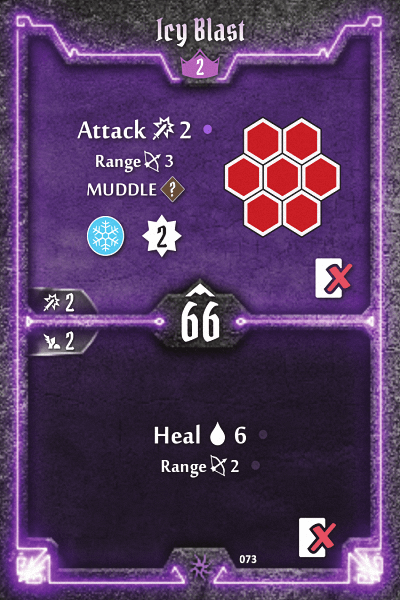 Icy Blast
2
Attack 2
Range 3
MUDDLE ?
2
2
66
2
Heal 6
Range 2
073